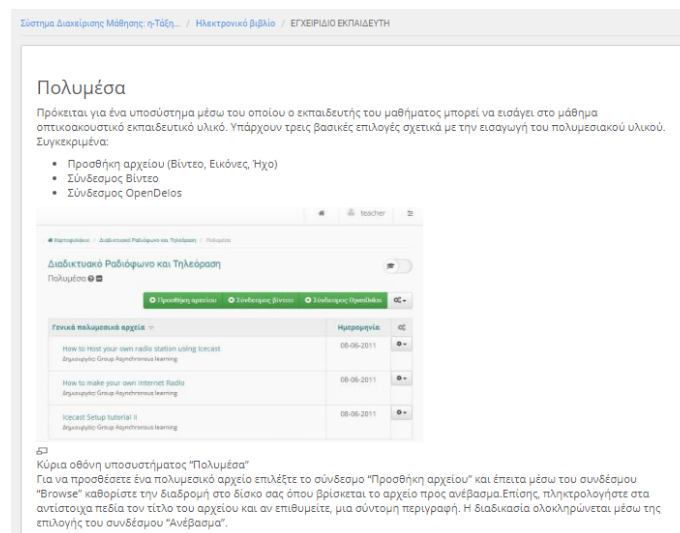 Σύστημα Διαχείρισης Μάθησης: η-Τάξη... / Ηλεκτρονικό βιβλίο / ΕΓΧΕΙΡΙΔΙΟ ΕΚΠΑΙΔΕΥΤΗ
Πολυμέσα
Πρόκειται για ένα υποσύστημα μέσω του οποίου ο εκπαιδευτής του μαθήματος μπορεί να εισάγει στο μάθημα
οπτικοακουστικό εκπαιδευτικό υλικό. Υπάρχουν τρεις βασικές επιλογές σχετικά με την εισαγωγή του πολυμεσιακού υλικού.
Συγκεκριμένα:
Προσθήκη αρχείου (Βίντεο, Εικόνες, Ήχο)
Σύνδεσμος Βίντεο
Σύνδεσμος OpenDelos
teacher
Χαρτοφυλάκιο / Διαδικτυακό Ραδιόφωνο και Τηλεόραση / Πολυμέσα
Διαδικτυακό Ραδιόφωνο και Τηλεόραση
Πολυμέσα
Προσθήκη αρχείου Σύνδεσμος βίντεο Σύνδεσμος OpenDelos
Γενικά πολυμεσικά αρχεία Ημερομηνία
How to Host your own radio station using Icecast 08-06-2011
Δημιουργός: Group Asynchronous learning
How to make your own Internet Radio 08-06-2011
Δημιουργός: Group Asynchronous learning
Icecast Setup tutorial II 08-06-2011
Δημιουργός: Group Asynchronous learning
Κύρια οθόνη υποσυστήματος "Πολυμέσα"
Για να προσθέσετε ένα πολυμεσικό αρχείο επιλέξτε το σύνδεσμο "Προσθήκη αρχείου" και έπειτα μέσω του συνδέσμου
"Browse" καθορίστε την διαδρομή στο δίσκο σας όπου βρίσκεται το αρχείο προς ανέβασμα.Επίσης, πληκτρολογήστε στα
αντίστοιχα πεδία τον τίτλο του αρχείου και αν επιθυμείτε, μια σύντομη περιγραφή. Η διαδικασία ολοκληρώνεται μέσω της
επιλογής του συνδέσμου "Ανέβασμα".